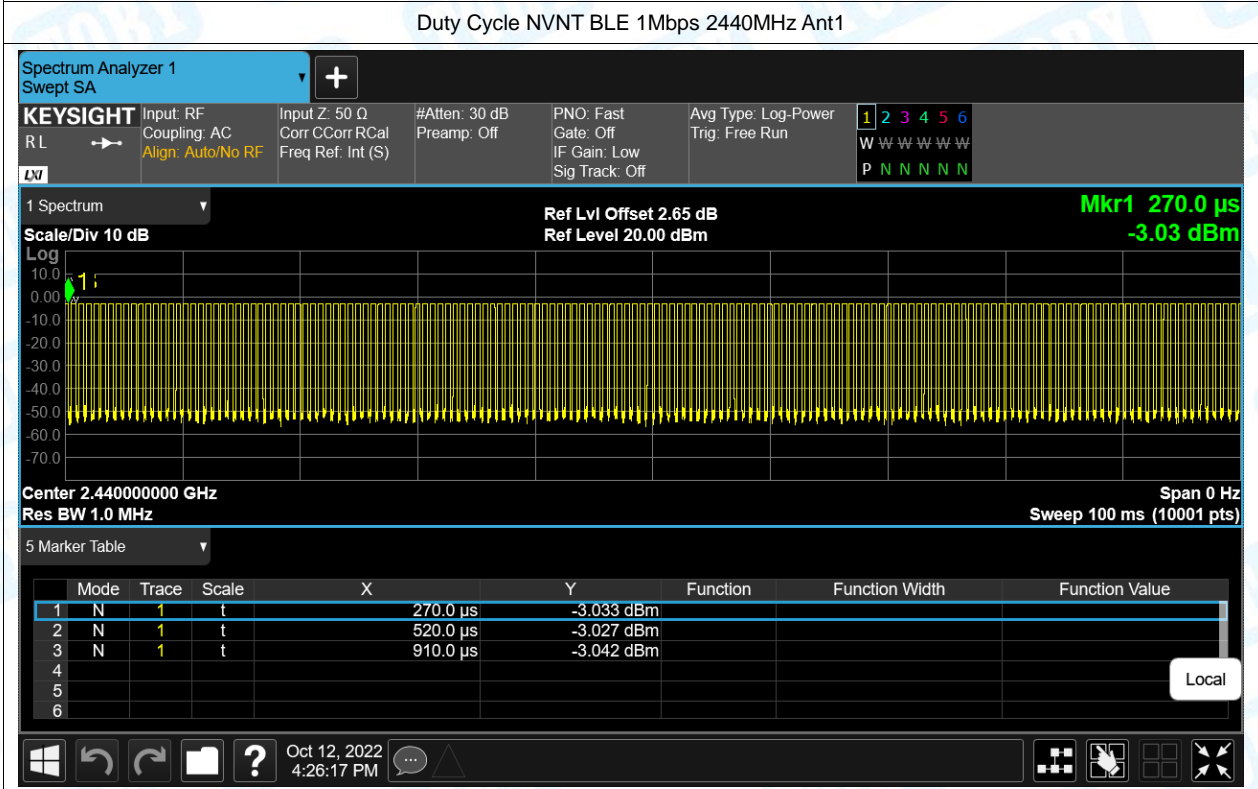 Duty Cycle NVNT BLE 1Mbps 2440MHz Ant1
Spectrum Analyzer 1
Swept SA
+
KEYSIGHT
RL
LXI
Input: RF
Coupling: AC
Align: Auto/No RF
Input Z: 50 Ω
Corr CCorr RCal
Freq Ref: Int (S)
#Atten: 30 dB
Preamp: Off
PNO: Fast
Gate: Off
IF Gain: Low
Sig Track: Off
Avg Type: Log-Power
Trig: Free Run
1 2 3 4 5 6
W W W W W W
P N N N N N
1 Spectrum
Scale/Div 10 dB
Ref Lvl Offset 2.65 dB
Ref Level 20.00 dBm
Mkr1 270.0 µs
-3.03 dBm
Log
10.0
0.00
-10.0
-20.0
-30.0
-40.0
-50.0
-60.0
-70.0
1
Center 2.440000000 GHz
Res BW 1.0 MHz
Span 0 Hz
Sweep 100 ms (10001 pts)
5 Marker Table
Mode Trace Scale X Y Function Function Width Function Value
1 N 1 t 270.0 µs -3.033 dBm
2 N 1 t 520.0 µs -3.027 dBm
3 N 1 t 910.0 µs -3.042 dBm
4
5
6
Local
?
Oct 12, 2022
4:26:17 PM